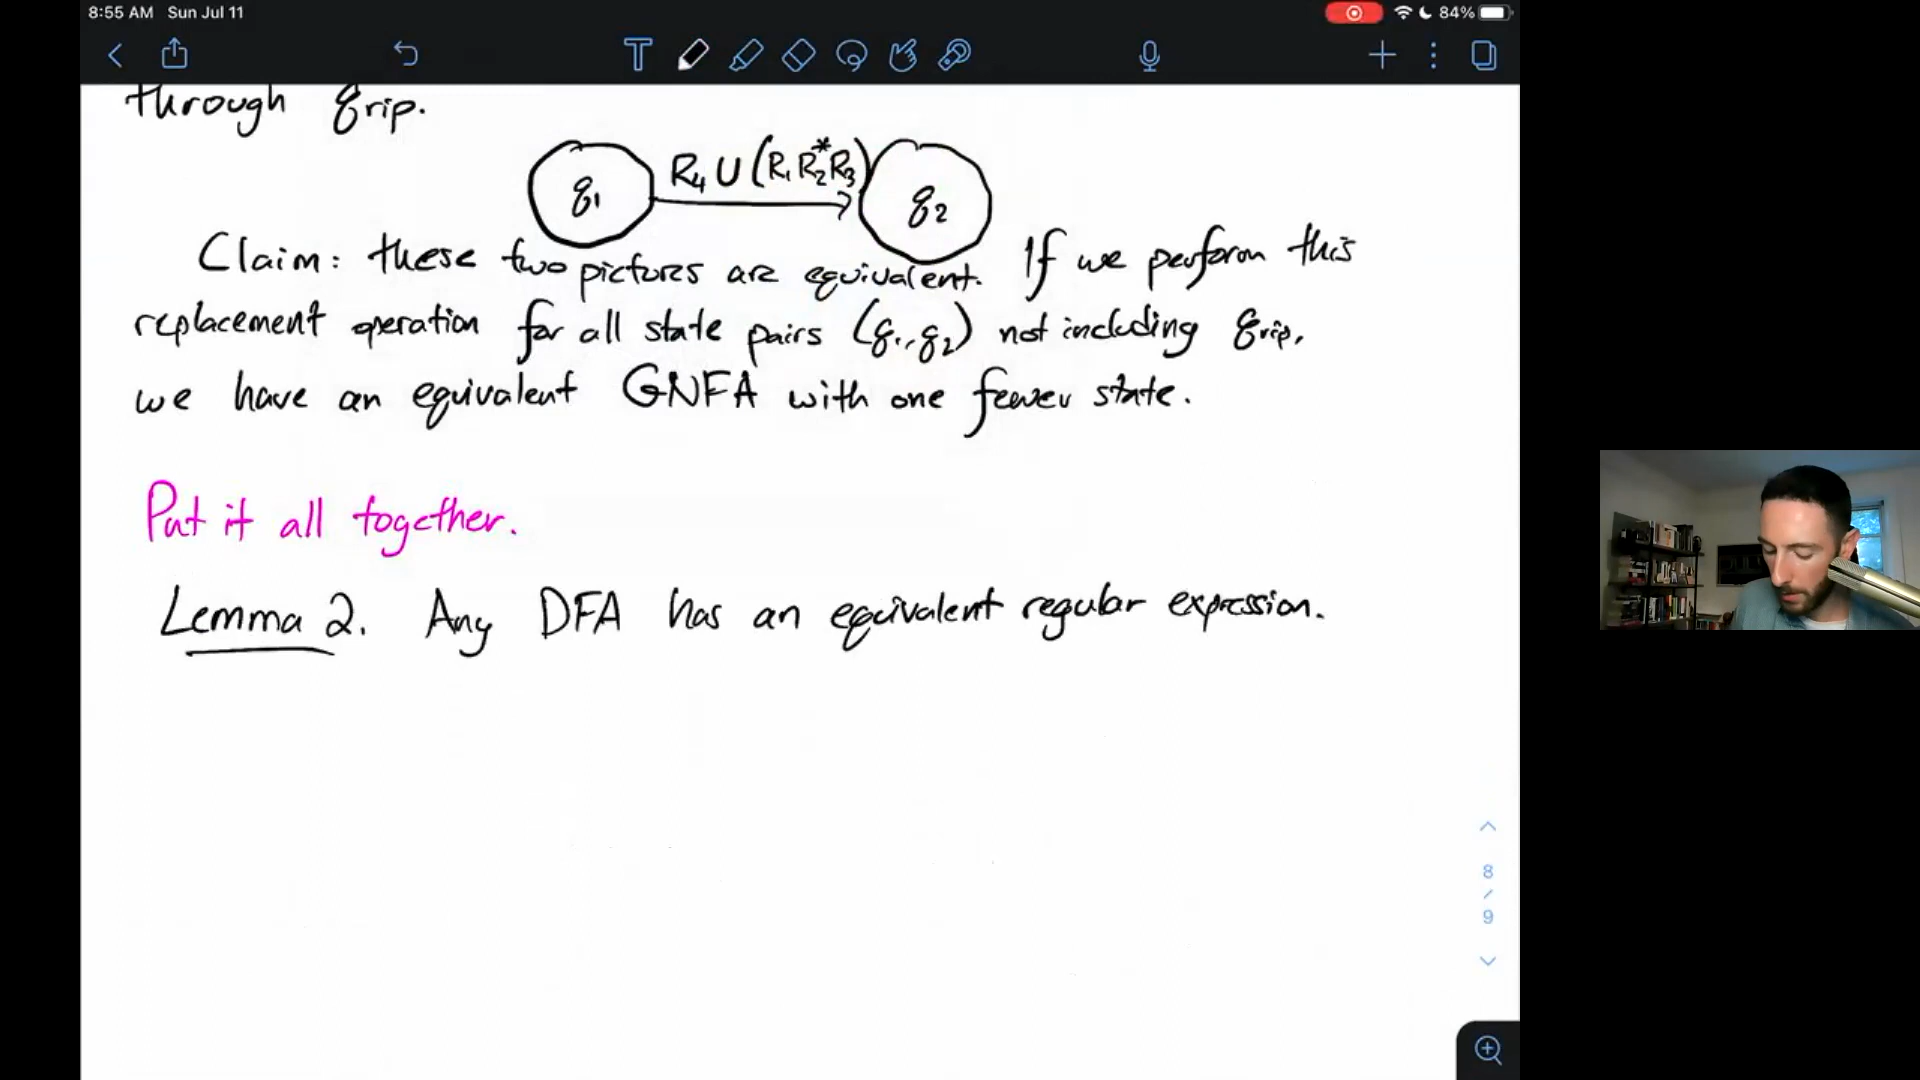 8:55 AM Sun Jul 11
84%
through qrip.
q1 R4 ∪ (R1 R2* R3) q2
Claim: these two pictures are equivalent. If we perform this
replacement operation for all state pairs (q1, q2) not including qrip,
we have an equivalent GNFA with one fewer state.
Put it all together.
Lemma 2. Any DFA has an equivalent regular expression.
8
/
9